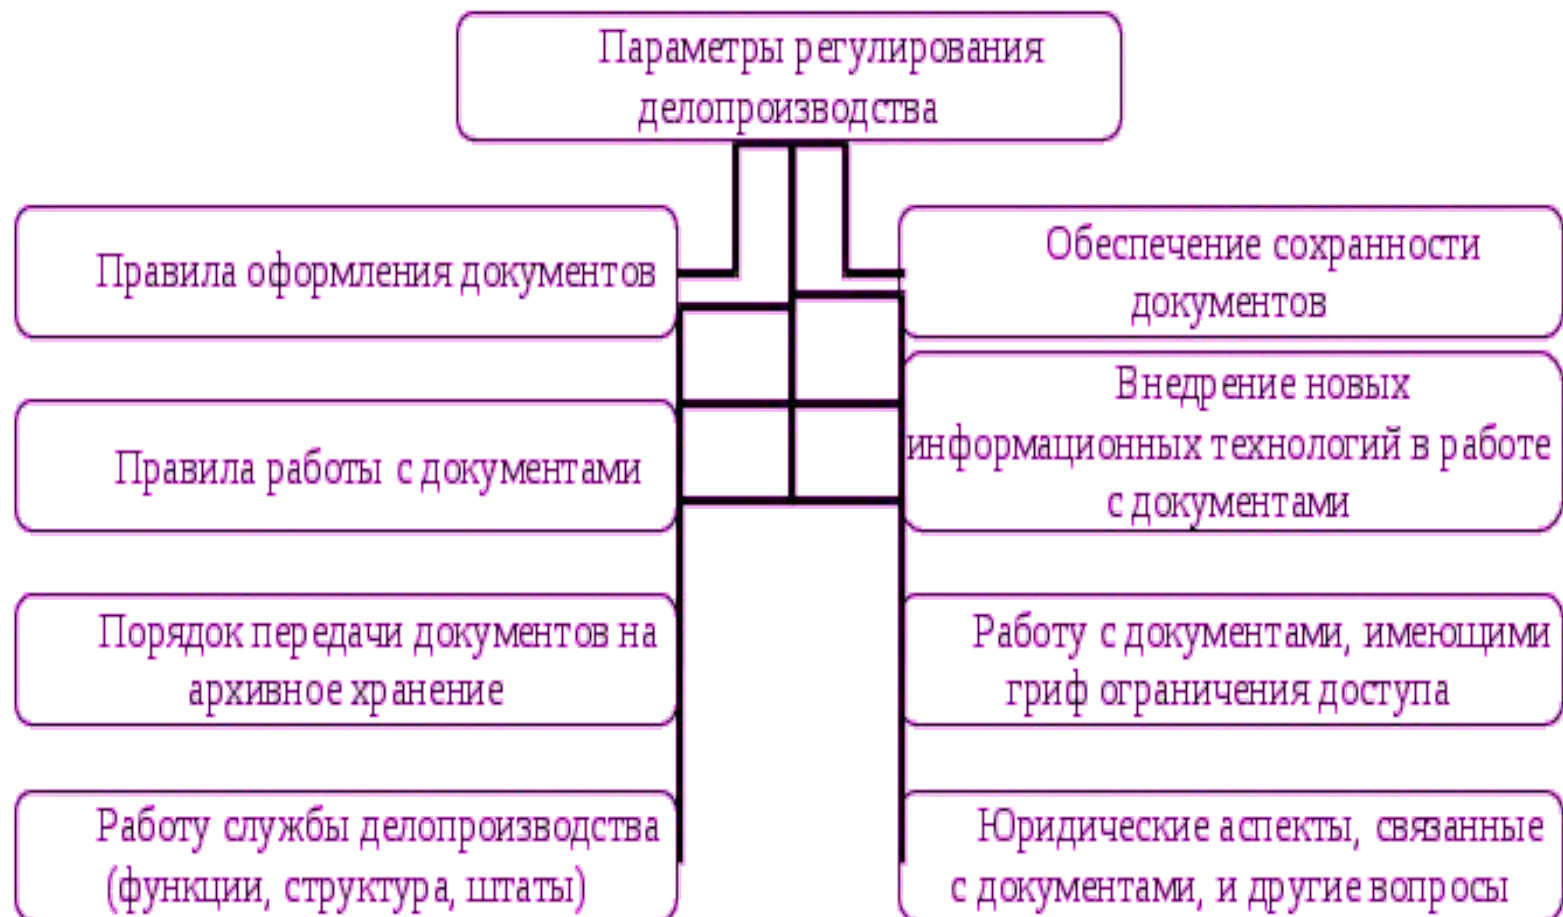 Параметры регулирования
делопроизводства
Правила оформления документов
Правила работы с документами
Порядок передачи документов на
архивное хранение
Работу службы делопроизводства
(функции, структура, штаты)
Обеспечение сохранности
документов
Внедрение новых
информационных технологий в работе
с документами
Работу с документами, имеющими
гриф ограничения доступа
Юридические аспекты, связанные
с документами, и другие вопросы